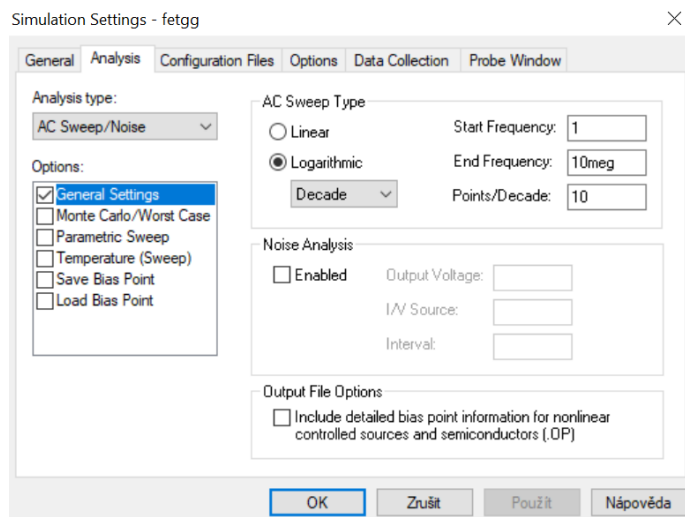 Simulation Settings - fetgg
General Analysis Configuration Files Options Data Collection Probe Window
Analysis type:
AC Sweep/Noise
Options:
General Settings
Monte Carlo/Worst Case
Parametric Sweep
Temperature (Sweep)
Save Bias Point
Load Bias Point
AC Sweep Type
Linear
Logarithmic
Decade
Start Frequency: 1
End Frequency: 10meg
Points/Decade: 10
Noise Analysis
Enabled
Output Voltage:
I/V Source:
Interval:
Output File Options
Include detailed bias point information for nonlinear
controlled sources and semiconductors (.OP)
OK Zrušit Použít Nápověda